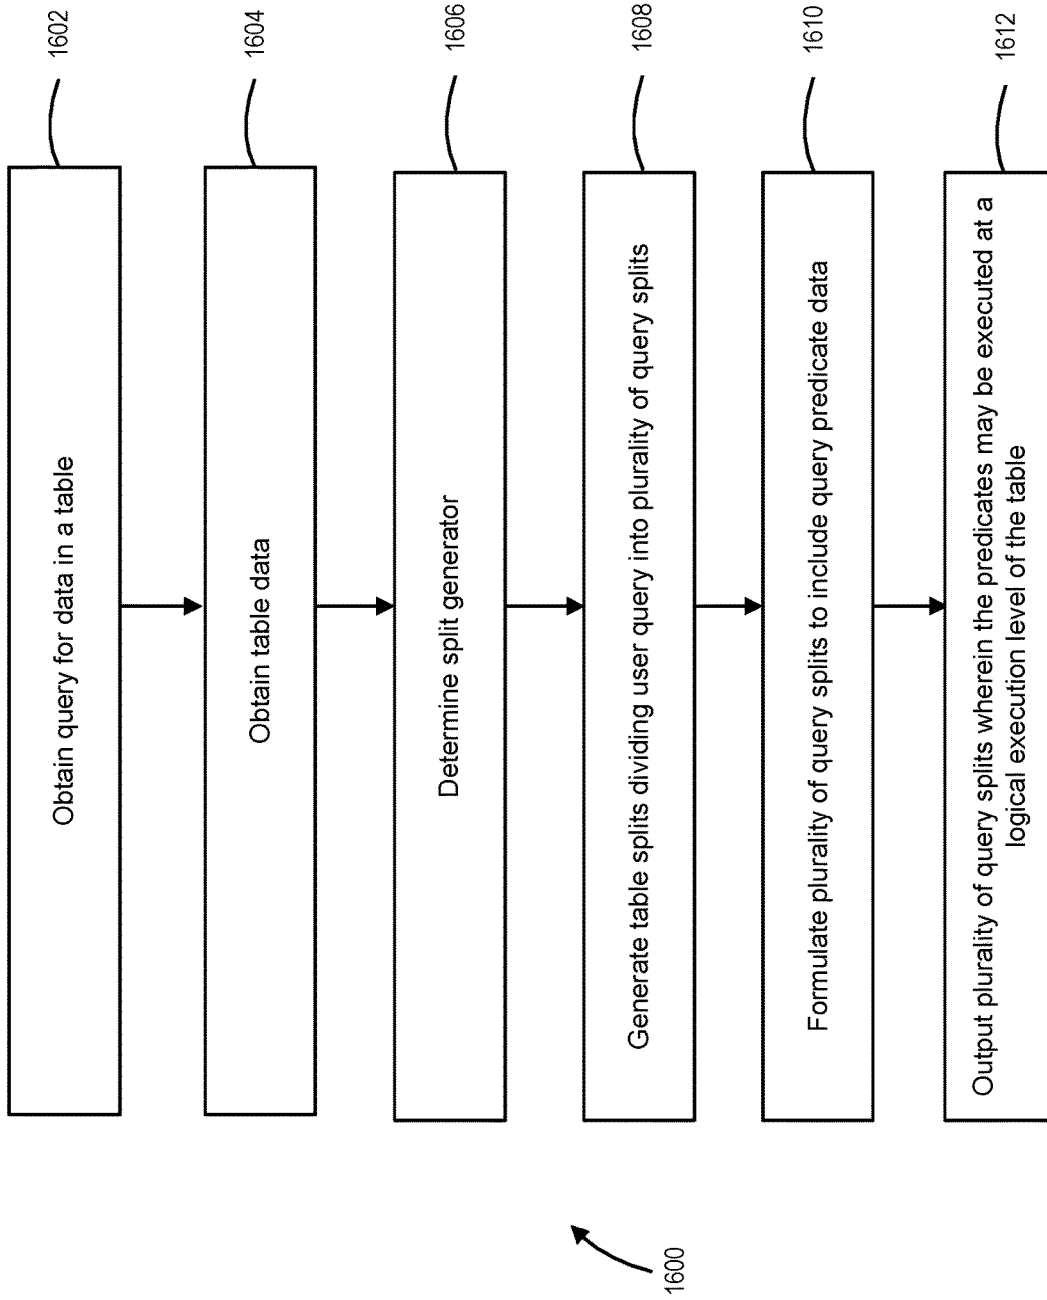 1602
Obtain query for data in a table
1604
Obtain table data
1606
Determine split generator
1608
Generate table splits dividing user query into plurality of query splits
1610
Formulate plurality of query splits to include query predicate data
1612
Output plurality of query splits wherein the predicates may be executed at a
logical execution level of the table
1600